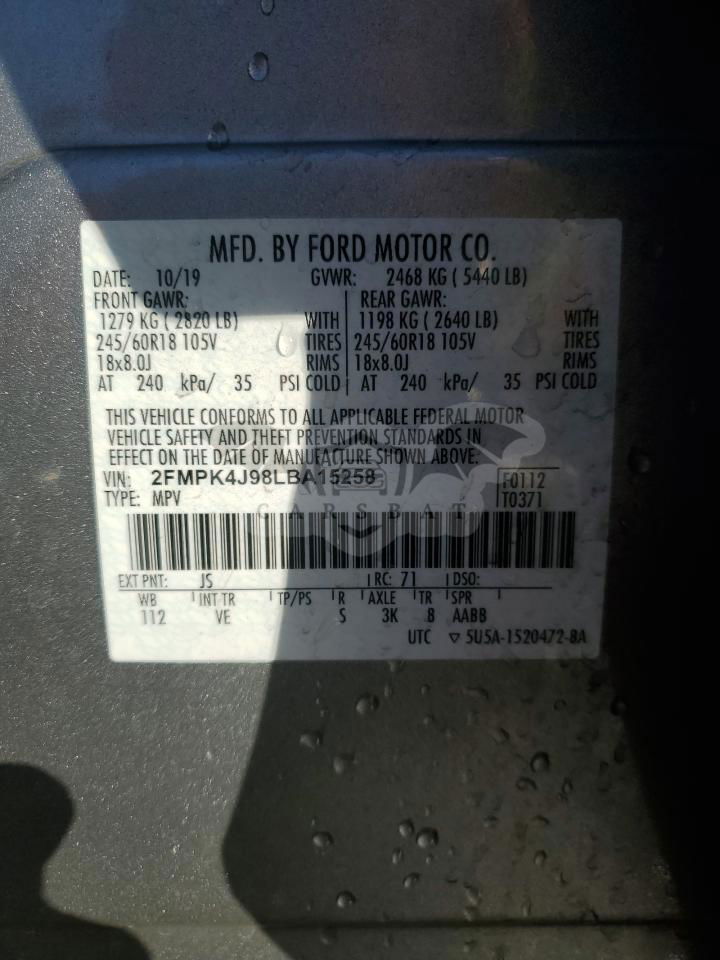 MFD. BY FORD MOTOR CO.
DATE: 10/19 GVWR: 2468 KG ( 5440 LB)
FRONT GAWR: REAR GAWR:
1279 KG ( 2820 LB) WITH 1198 KG ( 2640 LB) WITH
245/60R18 105V TIRES 245/60R18 105V TIRES
18x8.0J RIMS 18x8.0J RIMS
AT 240 kPa/ 35 PSI COLD AT 240 kPa/ 35 PSI COLD
THIS VEHICLE CONFORMS TO ALL APPLICABLE FEDERAL MOTOR
VEHICLE SAFETY AND THEFT PREVENTION STANDARDS IN
EFFECT ON THE DATE OF MANUFACTURE SHOWN ABOVE.
VIN: 2FMPK4J98LBA15258 F0112
TYPE: MPV T0371
CARSBAT
EXT PNT: JS RC: 71 DSO:
WB INT TR TP/PS R AXLE TR SPR
112 VE S 3K 8 AABB
UTC ▽ 5U5A-1520472-8A